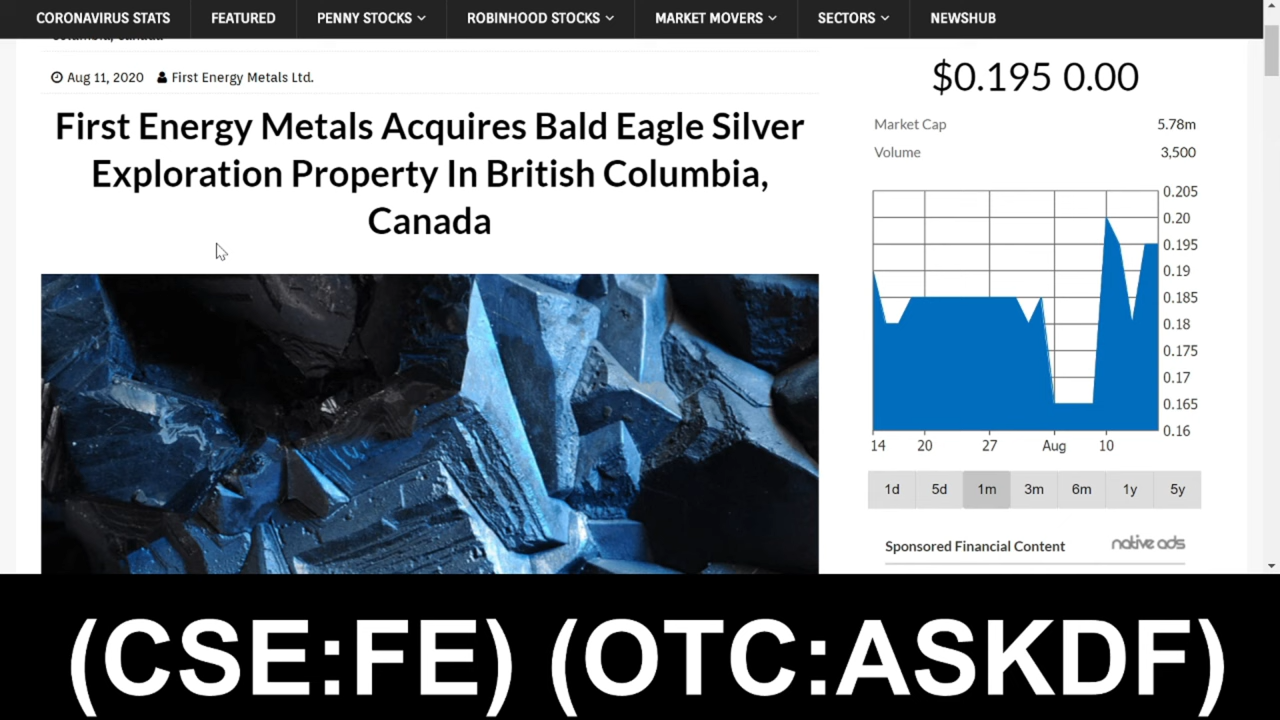 CORONAVIRUS STATS FEATURED PENNY STOCKS ROBINHOOD STOCKS MARKET MOVERS SECTORS NEWSHUB
Columbia, Canada
Aug 11, 2020 First Energy Metals Ltd.
First Energy Metals Acquires Bald Eagle Silver
Exploration Property In British Columbia,
Canada
$0.195 0.00
Market Cap 5.78m
Volume 3,500
0.205
0.20
0.195
0.19
0.185
0.18
0.175
0.17
0.165
0.16
14 20 27 Aug 10
1d 5d 1m 3m 6m 1y 5y
Sponsored Financial Content native ads
(CSE:FE) (OTC:ASKDF)